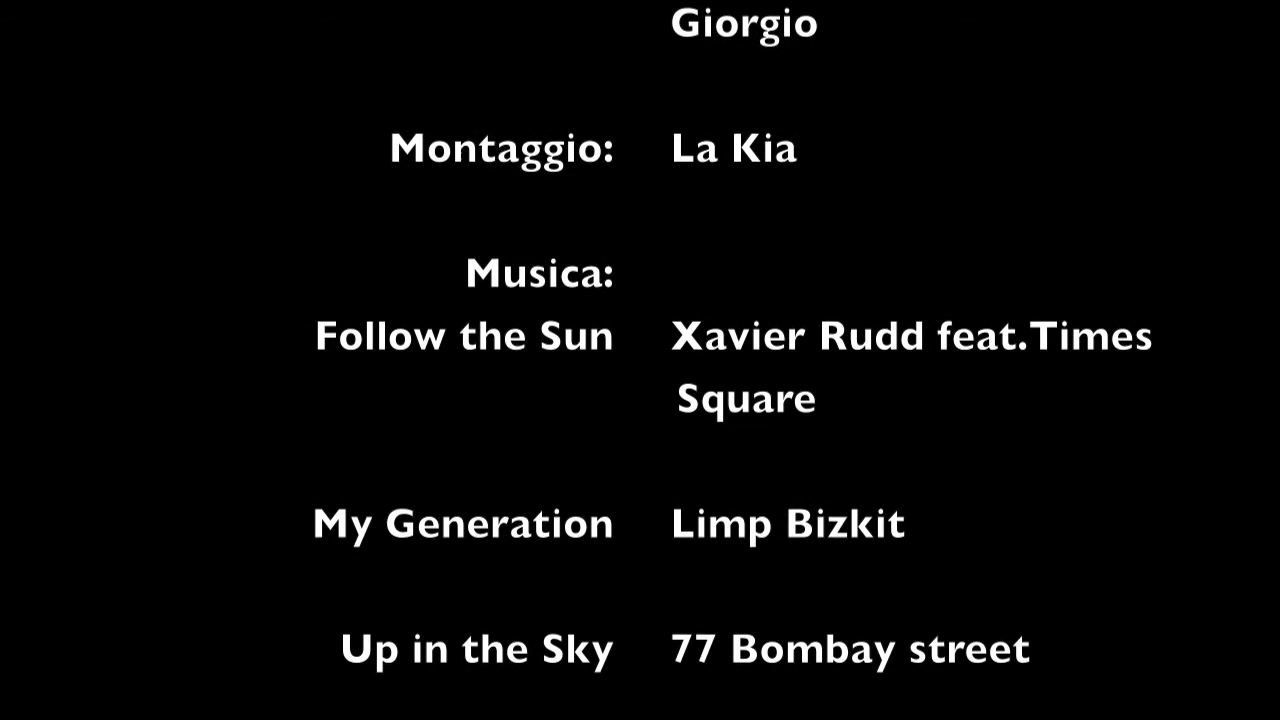 Giorgio
Montaggio: La Kia
Musica:
Follow the Sun Xavier Rudd feat.Times
Square
My Generation Limp Bizkit
Up in the Sky 77 Bombay street